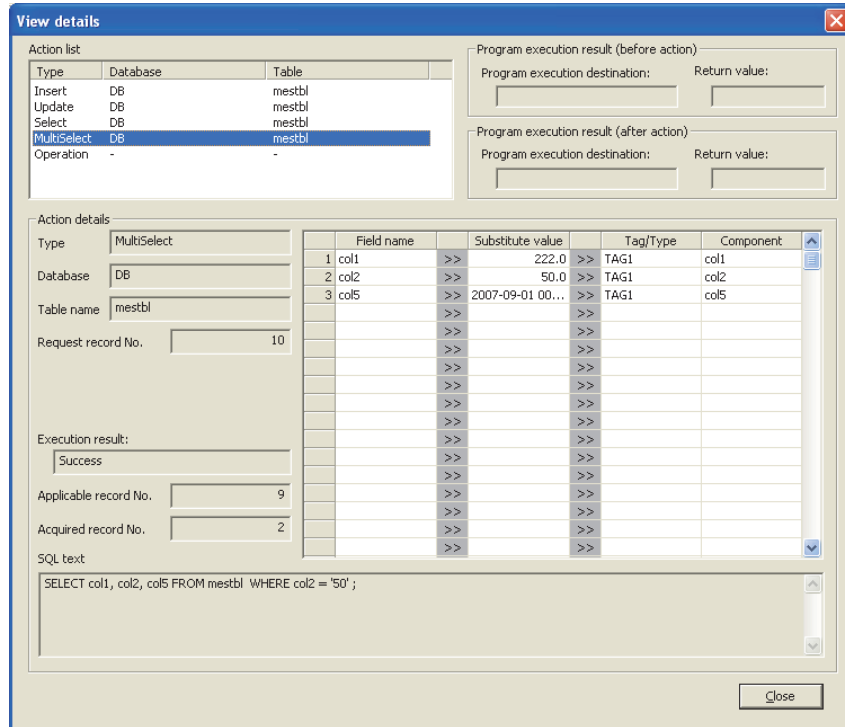 View details
Action list
Type Database Table
Insert DB mestbl
Update DB mestbl
Select DB mestbl
MultiSelect DB mestbl
Operation - -
Program execution result (before action)
Program execution destination: Return value:
Program execution result (after action)
Program execution destination: Return value:
Action details
Type MultiSelect
Database DB
Table name mestbl
Request record No. 10
Execution result:
Success
Applicable record No. 9
Acquired record No. 2
Field name Substitute value Tag/Type Component
1 col1 >> 222.0 >> TAG1 col1
2 col2 >> 50.0 >> TAG1 col2
3 col5 >> 2007-09-01 00... >> TAG1 col5
>> >>
>> >>
>> >>
>> >>
>> >>
>> >>
>> >>
>> >>
>> >>
>> >>
>> >>
>> >>
>> >>
>> >>
SQL text
SELECT col1, col2, col5 FROM mestbl WHERE col2 = '50' ;
Close